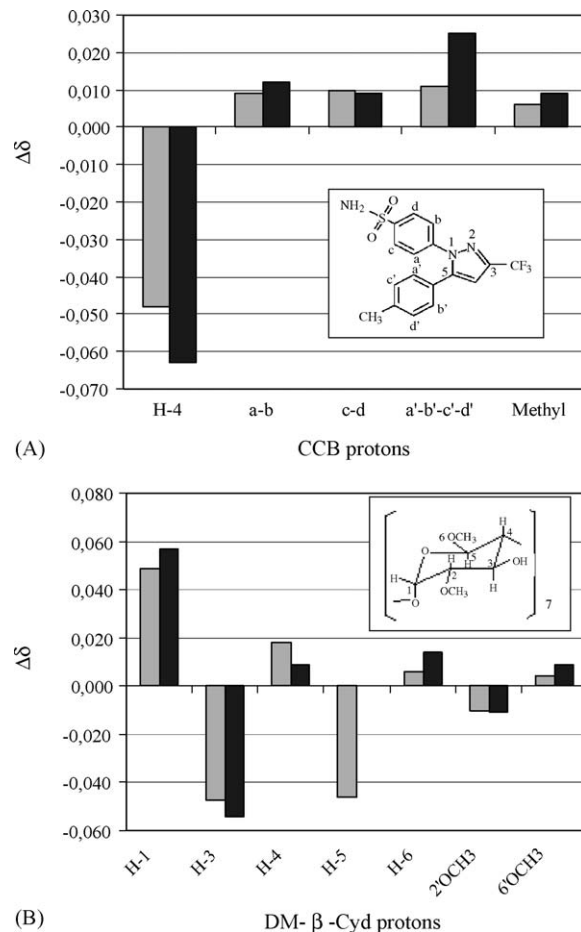 0,030
0,020
0,010
0,000
-0,010
-0,020
-0,030
-0,040
-0,050
-0,060
-0,070
Δδ
NH₂ S O O
d b
c a
a'
c'
b'
d'
CH₃
N N
1 2
3
5
CF₃
H-4 a-b c-d a'-b'-c'-d' Methyl
(A) CCB protons
0,080
0,060
0,040
0,020
0,000
-0,020
-0,040
-0,060
Δδ
H
4
6 OCH₃
O 5
H H
3 OH
2
H
1 OCH₃ H
O
7
H-1 H-3 H-4 H-5 H-6 2'OCH3 6'OCH3
(B) DM- β -Cyd protons